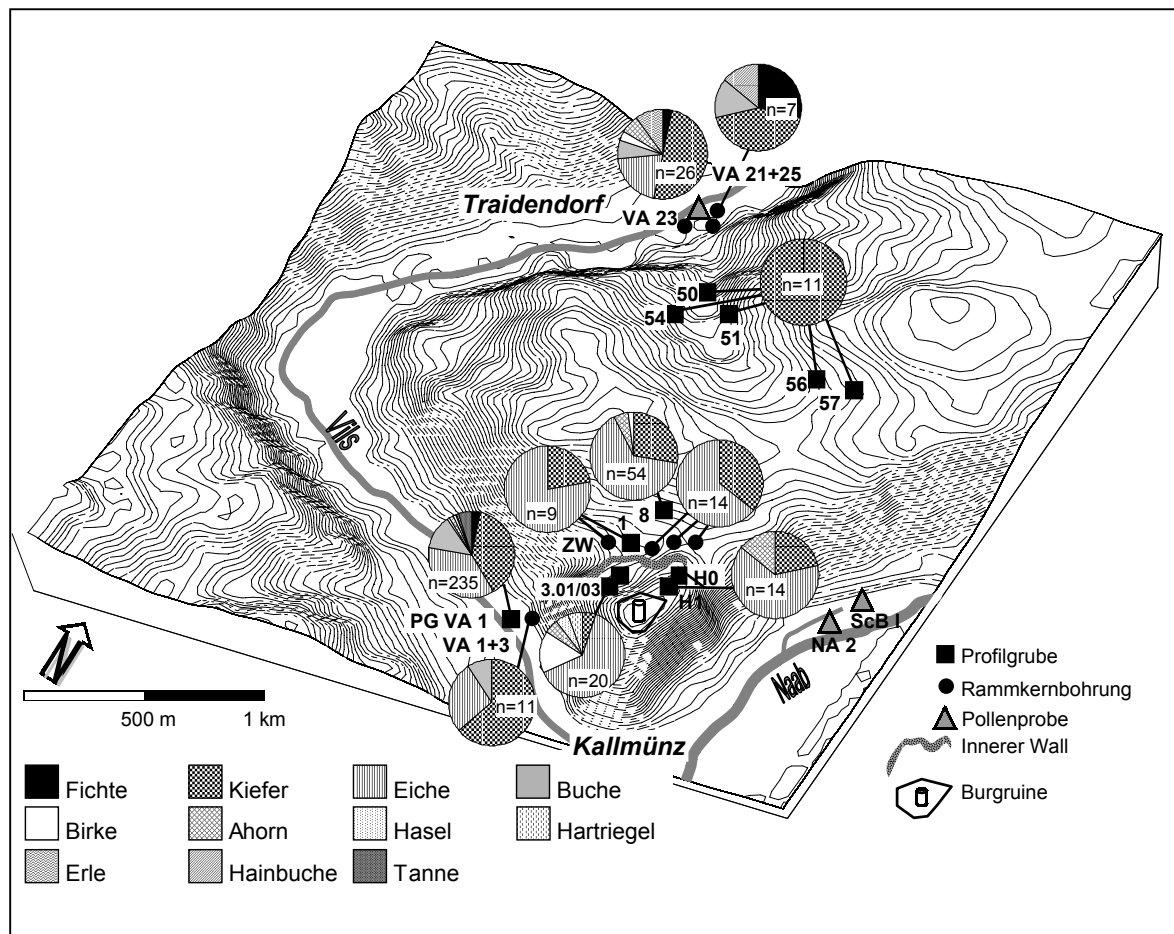 n=7
n=26
VA 21+25
Traidendorf
VA 23
n=11
50
54
51
56
57
Vils
n=54
n=9
n=14
8
1
ZW
n=235
3.01/03
H0
H1
n=14
PG VA 1
VA 1+3
n=20
n=11
ScB I
NA 2
Naab
Kallmünz
N
500 m
1 km
Profilgrube
Rammkernbohrung
Pollenprobe
Innerer Wall
Burgruine
Fichte
Kiefer
Eiche
Buche
Birke
Ahorn
Hasel
Hartriegel
Erle
Hainbuche
Tanne